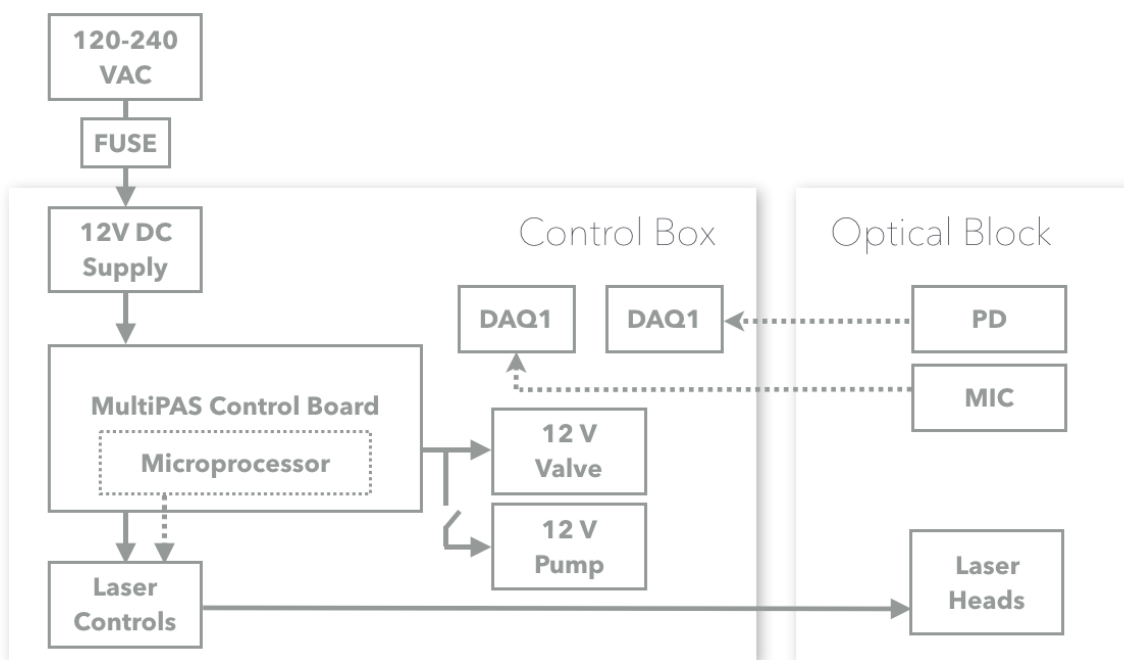 120-240
VAC
FUSE
12V DC
Supply
Control Box
Optical Block
DAQ1
DAQ1
PD
MIC
MultiPAS Control Board
Microprocessor
12 V
Valve
12 V
Pump
Laser
Controls
Laser
Heads